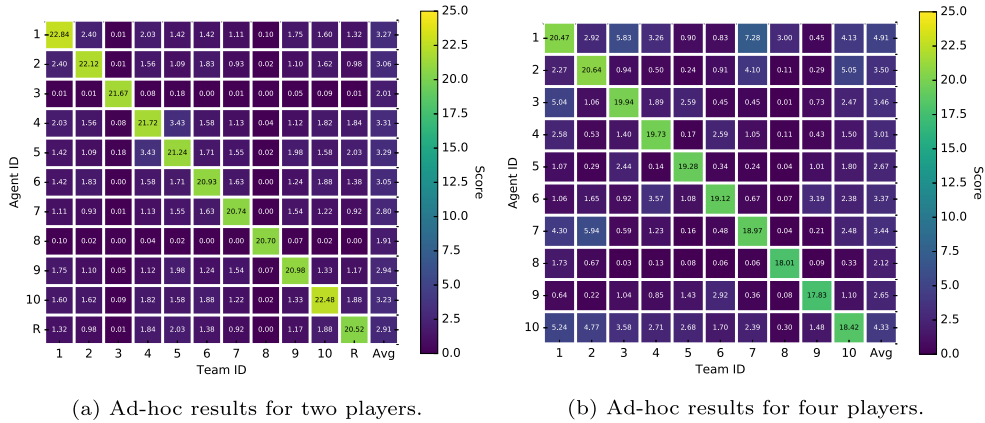 1 22.84 2.40 0.01 2.03 1.42 1.42 1.11 0.10 1.75 1.60 1.32 3.27
2 2.40 22.12 0.01 1.56 1.09 1.83 0.93 0.02 1.10 1.62 0.98 3.06
3 0.01 0.01 21.67 0.08 0.18 0.00 0.01 0.00 0.05 0.09 0.01 2.01
4 2.03 1.56 0.08 21.72 3.43 1.58 1.13 0.04 1.12 1.82 1.84 3.31
5 1.42 1.09 0.18 3.43 21.24 1.71 1.55 0.02 1.98 1.58 2.03 3.29
6 1.42 1.83 0.00 1.58 1.71 20.93 1.63 0.00 1.24 1.88 1.38 3.05
7 1.11 0.93 0.01 1.13 1.55 1.63 20.74 0.00 1.54 1.22 0.92 2.80
8 0.10 0.02 0.00 0.04 0.02 0.00 0.00 20.70 0.07 0.02 0.00 1.91
9 1.75 1.10 0.05 1.12 1.98 1.24 1.54 0.07 20.98 1.33 1.17 2.94
10 1.60 1.62 0.09 1.82 1.58 1.88 1.22 0.02 1.33 22.48 1.88 3.23
R 1.32 0.98 0.01 1.84 2.03 1.38 0.92 0.00 1.17 1.88 20.52 2.91
1 2 3 4 5 6 7 8 9 10 R Avg
Team ID
Agent ID
25.0
22.5
20.0
17.5
15.0
12.5
10.0
7.5
5.0
2.5
0.0
Score
(a) Ad-hoc results for two players.
1 20.47 2.92 5.83 3.26 0.90 0.83 7.28 3.00 0.45 4.13 4.91
2 2.27 20.64 0.94 0.50 0.24 0.91 4.10 0.11 0.29 5.05 3.50
3 5.04 1.06 19.94 1.89 2.59 0.45 0.45 0.01 0.73 2.47 3.46
4 2.58 0.53 1.40 19.73 0.17 2.59 1.05 0.11 0.43 1.50 3.01
5 1.07 0.29 2.44 0.14 19.28 0.34 0.24 0.04 1.01 1.80 2.67
6 1.06 1.65 0.92 3.57 1.08 19.12 0.67 0.07 3.19 2.38 3.37
7 4.30 5.94 0.59 1.23 0.16 0.48 18.97 0.04 0.21 2.48 3.44
8 1.73 0.67 0.03 0.13 0.08 0.06 0.06 18.01 0.09 0.33 2.12
9 0.64 0.22 1.04 0.85 1.43 2.92 0.36 0.08 17.83 1.10 2.65
10 5.24 4.77 3.58 2.71 2.68 1.70 2.39 0.30 1.48 18.42 4.33
1 2 3 4 5 6 7 8 9 10 Avg
Team ID
Agent ID
25.0
22.5
20.0
17.5
15.0
12.5
10.0
7.5
5.0
2.5
0.0
Score
(b) Ad-hoc results for four players.